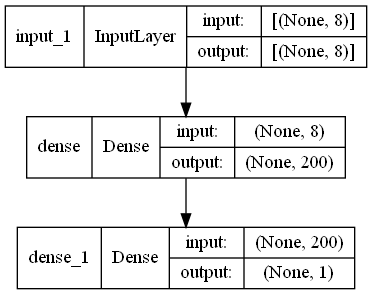 input_1 InputLayer input: [(None, 8)]
output: [(None, 8)]
dense Dense input: (None, 8)
output: (None, 200)
dense_1 Dense input: (None, 200)
output: (None, 1)